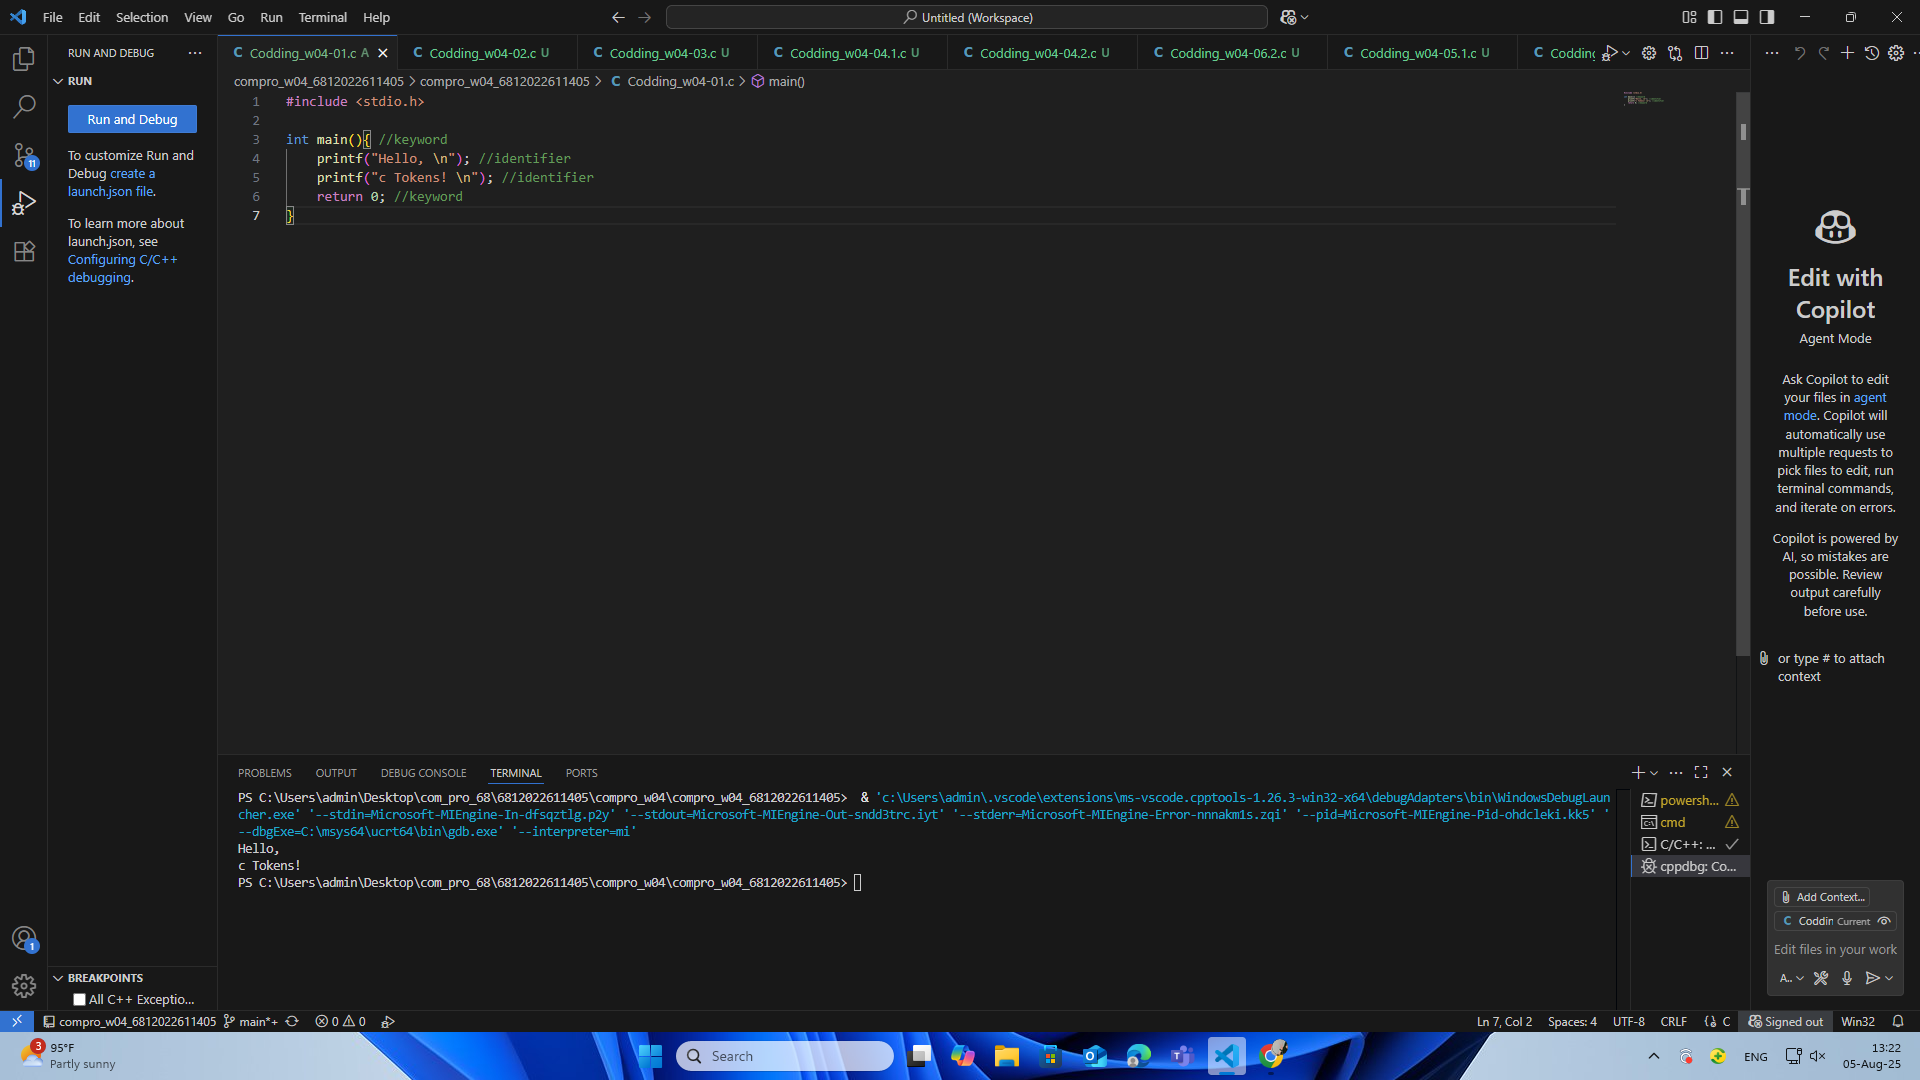 File Edit Selection View Go Run Terminal Help
Untitled (Workspace)
RUN AND DEBUG
RUN
Run and Debug
To customize Run and
Debug create a
launch.json file.
To learn more about
launch.json, see
Configuring C/C++
debugging.
BREAKPOINTS
All C++ Exceptio...
C Codding_w04-01.c A
C Codding_w04-02.c U
C Codding_w04-03.c U
C Codding_w04-04.1.c U
C Codding_w04-04.2.c U
C Codding_w04-06.2.c U
C Codding_w04-05.1.c U
C Codding
compro_w04_6812022611405 > compro_w04_6812022611405 > C Codding_w04-01.c > main()
1 #include <stdio.h>
2
3 int main(){ //keyword
4 printf("Hello, \n"); //identifier
5 printf("c Tokens! \n"); //identifier
6 return 0; //keyword
7 }
PROBLEMS OUTPUT DEBUG CONSOLE TERMINAL PORTS
PS C:\Users\admin\Desktop\com_pro_68\6812022611405\compro_w04\compro_w04_6812022611405> & 'c:\Users\admin\.vscode\extensions\ms-vscode.cpptools-1.26.3-win32-x64\debugAdapters\bin\WindowsDebugLaun
cher.exe' '--stdin=Microsoft-MIEngine-In-dfsqztlg.p2y' '--stdout=Microsoft-MIEngine-Out-sndd3trc.iyt' '--stderr=Microsoft-MIEngine-Error-nnnakm1s.zqi' '--pid=Microsoft-MIEngine-Pid-ohdcleki.kk5' '
--dbgExe=C:\msys64\ucrt64\bin\gdb.exe' '--interpreter=mi'
Hello,
c Tokens!
PS C:\Users\admin\Desktop\com_pro_68\6812022611405\compro_w04\compro_w04_6812022611405>
powersh...
cmd
C/C++: ...
cppdbg: Co...
Edit with
Copilot
Agent Mode
Ask Copilot to edit
your files in agent
mode. Copilot will
automatically use
multiple requests to
pick files to edit, run
terminal commands,
and iterate on errors.
Copilot is powered by
AI, so mistakes are
possible. Review
output carefully
before use.
or type # to attach
context
Add Context...
C Coddin Current
Edit files in your work
A..
11
1
compro_w04_6812022611405 main*+ 0 0
Ln 7, Col 2 Spaces: 4 UTF-8 CRLF {} C Signed out Win32
3
95°F
Partly sunny
Search
ENG
13:22
05-Aug-25